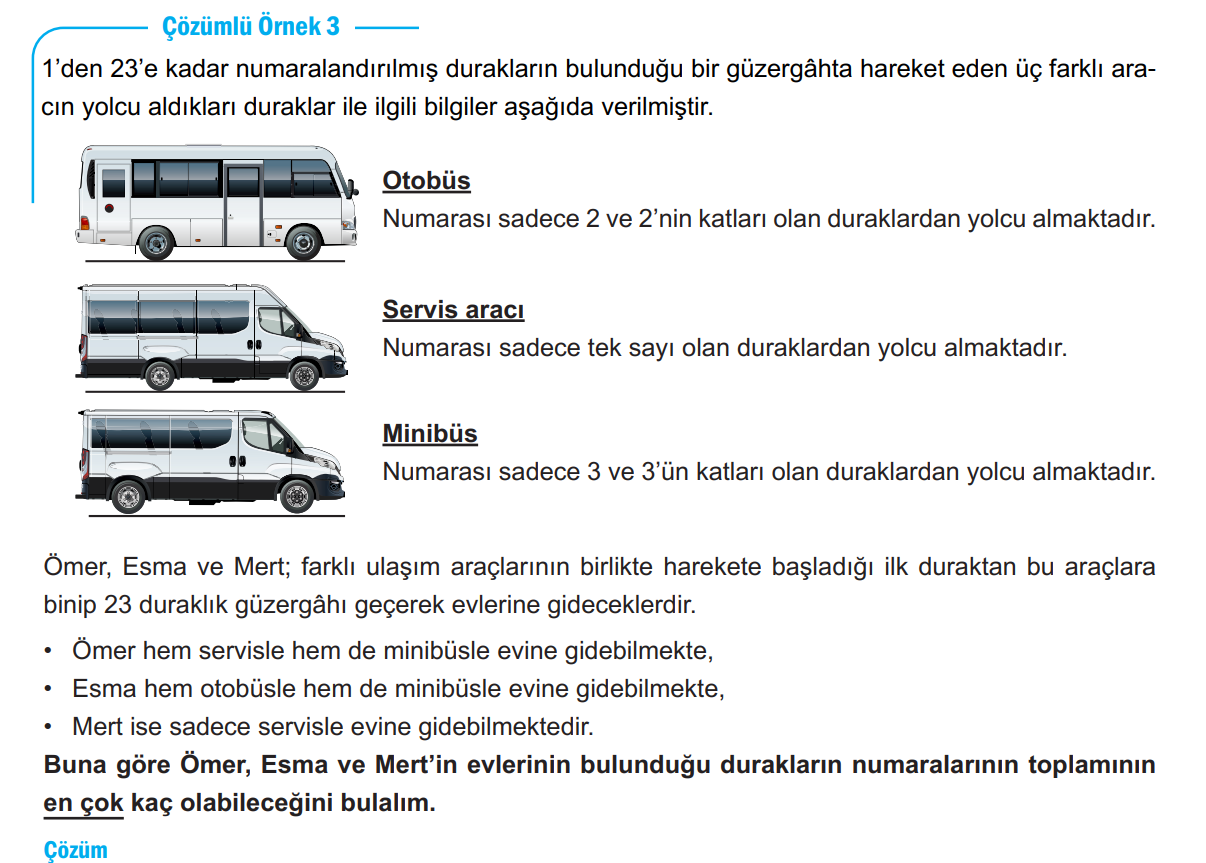 Çözümlü Örnek 3
1’den 23’e kadar numaralandırılmış durakların bulunduğu bir güzergâhta hareket eden üç farklı ara-
cın yolcu aldıkları duraklar ile ilgili bilgiler aşağıda verilmiştir.
Otobüs
Numarası sadece 2 ve 2’nin katları olan duraklardan yolcu almaktadır.
Servis aracı
Numarası sadece tek sayı olan duraklardan yolcu almaktadır.
Minibüs
Numarası sadece 3 ve 3’ün katları olan duraklardan yolcu almaktadır.
Ömer, Esma ve Mert; farklı ulaşım araçlarının birlikte harekete başladığı ilk duraktan bu araçlara
binip 23 duraklık güzergâhı geçerek evlerine gideceklerdir.
• Ömer hem servisle hem de minibüsle evine gidebilmekte,
• Esma hem otobüsle hem de minibüsle evine gidebilmekte,
• Mert ise sadece servisle evine gidebilmektedir.
Buna göre Ömer, Esma ve Mert’in evlerinin bulunduğu durakların numaralarının toplamının
en çok kaç olabileceğini bulalım.
Çözüm